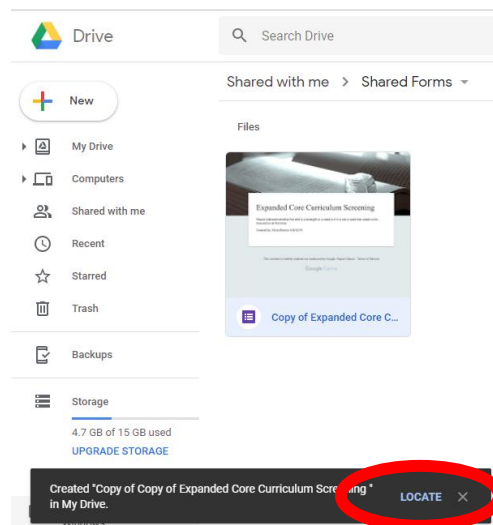 Drive
Search Drive
Shared with me > Shared Forms
New
Files
My Drive
Computers
Shared with me
Recent
Starred
Trash
Backups
Storage
4.7 GB of 15 GB used
UPGRADE STORAGE
Expanded Core Curriculum Screening
Google
Copy of Expanded Core C...
Created "Copy of Copy of Expanded Core Curriculum "
in My Drive.
LOCATE